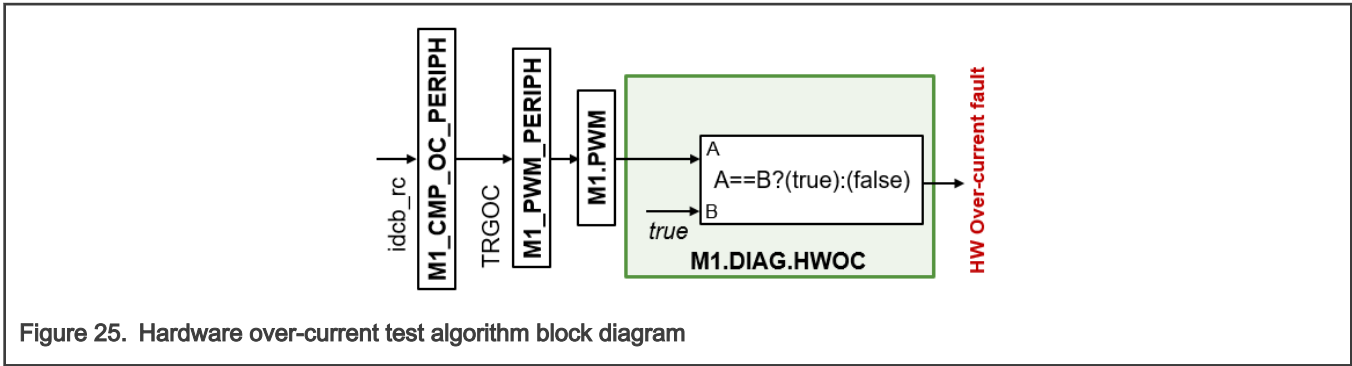 idcb_rc
M1_CMP_OC_PERIPH
TRGOC
M1_PWM_PERIPH
M1.PWM
A
A==B?(true):(false)
B
true
M1.DIAG.HWOC
HW Over-current fault
Figure 25. Hardware over-current test algorithm block diagram